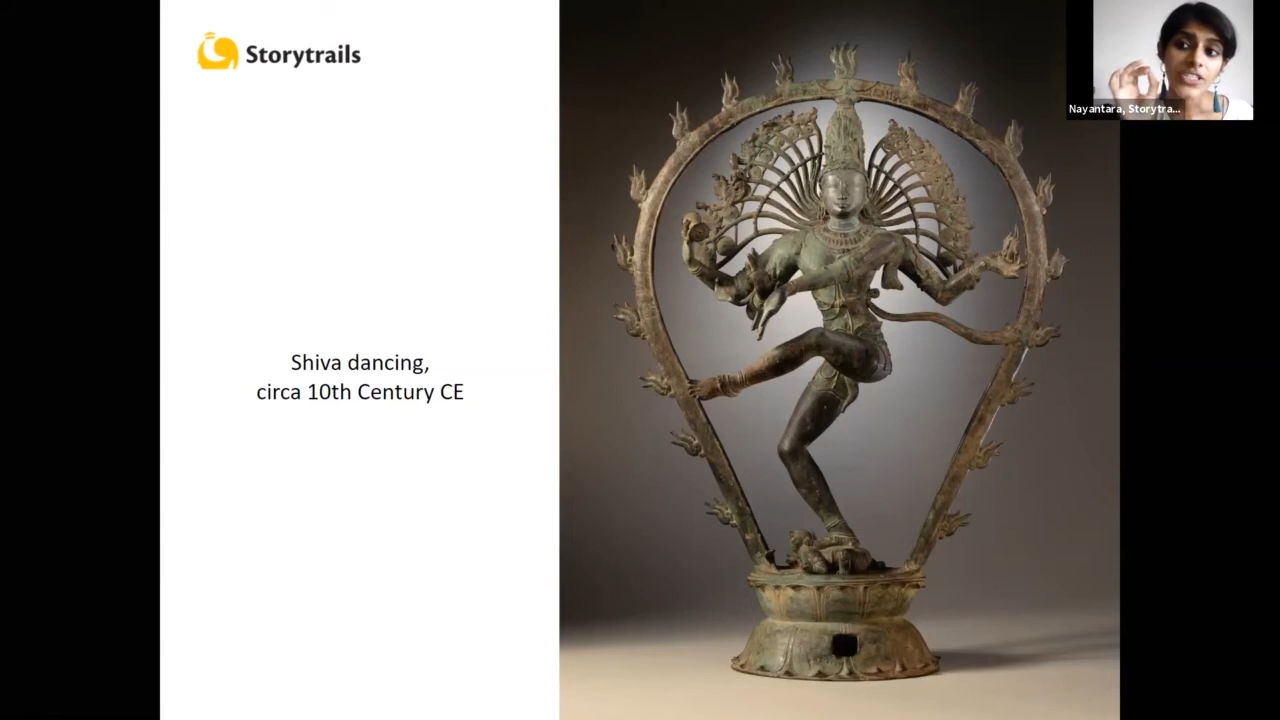 Storytrails
Shiva dancing,
circa 10th Century CE
Nayantara, Storytra...